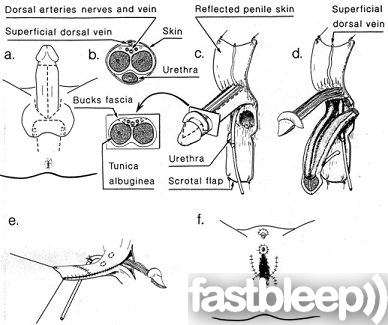 Dorsal arteries nerves and vein
Reflected penile skin
Superficial
dorsal vein
Superficial dorsal vein
Skin
a.
b.
c.
d.
Urethra
Bucks fascia
Tunica
albuginea
Urethra
Scrotal flap
e.
f.
fastbleep))